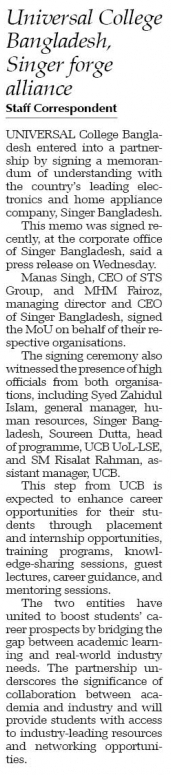 Universal College
Bangladesh,
Singer forge
alliance
Staff Correspondent
UNIVERSAL College Bangla-
desh entered into a partner-
ship by signing a memoran-
dum of understanding with
the country's leading elec-
tronics and home appliance
company, Singer Bangladesh.
This memo was signed re-
cently, at the corporate office
of Singer Bangladesh, said a
press release on Wednesday.
Manas Singh, CEO of STS
Group, and MHM Fairoz,
managing director and CEO
of Singer Bangladesh, signed
the MoU on behalf of their re-
spective organisations.
The signing ceremony also
witnessed the presence of high
officials from both organisa-
tions, including Syed Zahidul
Islam, general manager, hu-
man resources, Singer Bang-
ladesh, Soureen Dutta, head
of programme, UCB UoL-LSE,
and SM Risalat Rahman, as-
sistant manager, UCB.
This step from UCB is
expected to enhance career
opportunities for their stu-
dents through placement
and internship opportunities,
training programs, knowl-
edge-sharing sessions, guest
lectures, career guidance, and
mentoring sessions.
The two entities have
united to boost students' ca-
reer prospects by bridging the
gap between academic learn-
ing and real-world industry
needs. The partnership un-
derscores the significance of
collaboration between aca-
demia and industry and will
provide students with access
to industry-leading resources
and networking opportuni-
ties.